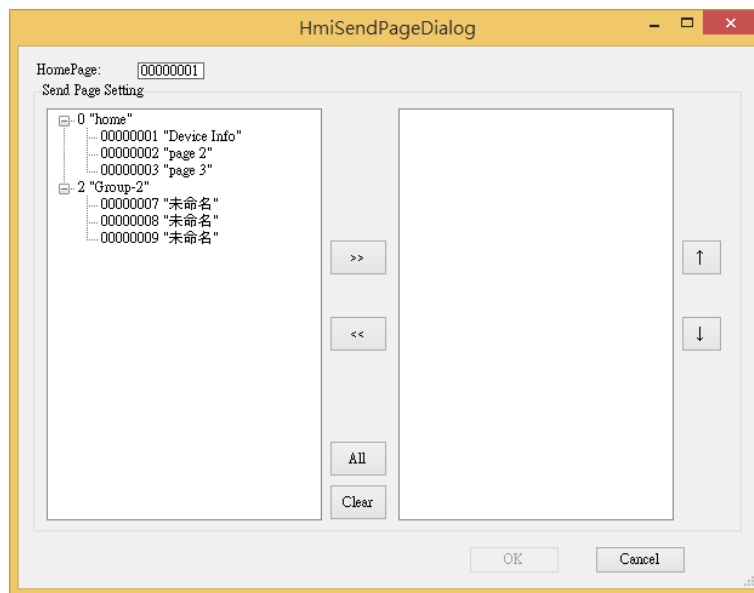 HmiSendPageDialog
HomePage: 00000001
Send Page Setting
0 "home"
00000001 "Device Info"
00000002 "page 2"
00000003 "page 3"
2 "Group-2"
00000007 "未命名"
00000008 "未命名"
00000009 "未命名"
>>
↑
<<
↓
All
Clear
OK Cancel